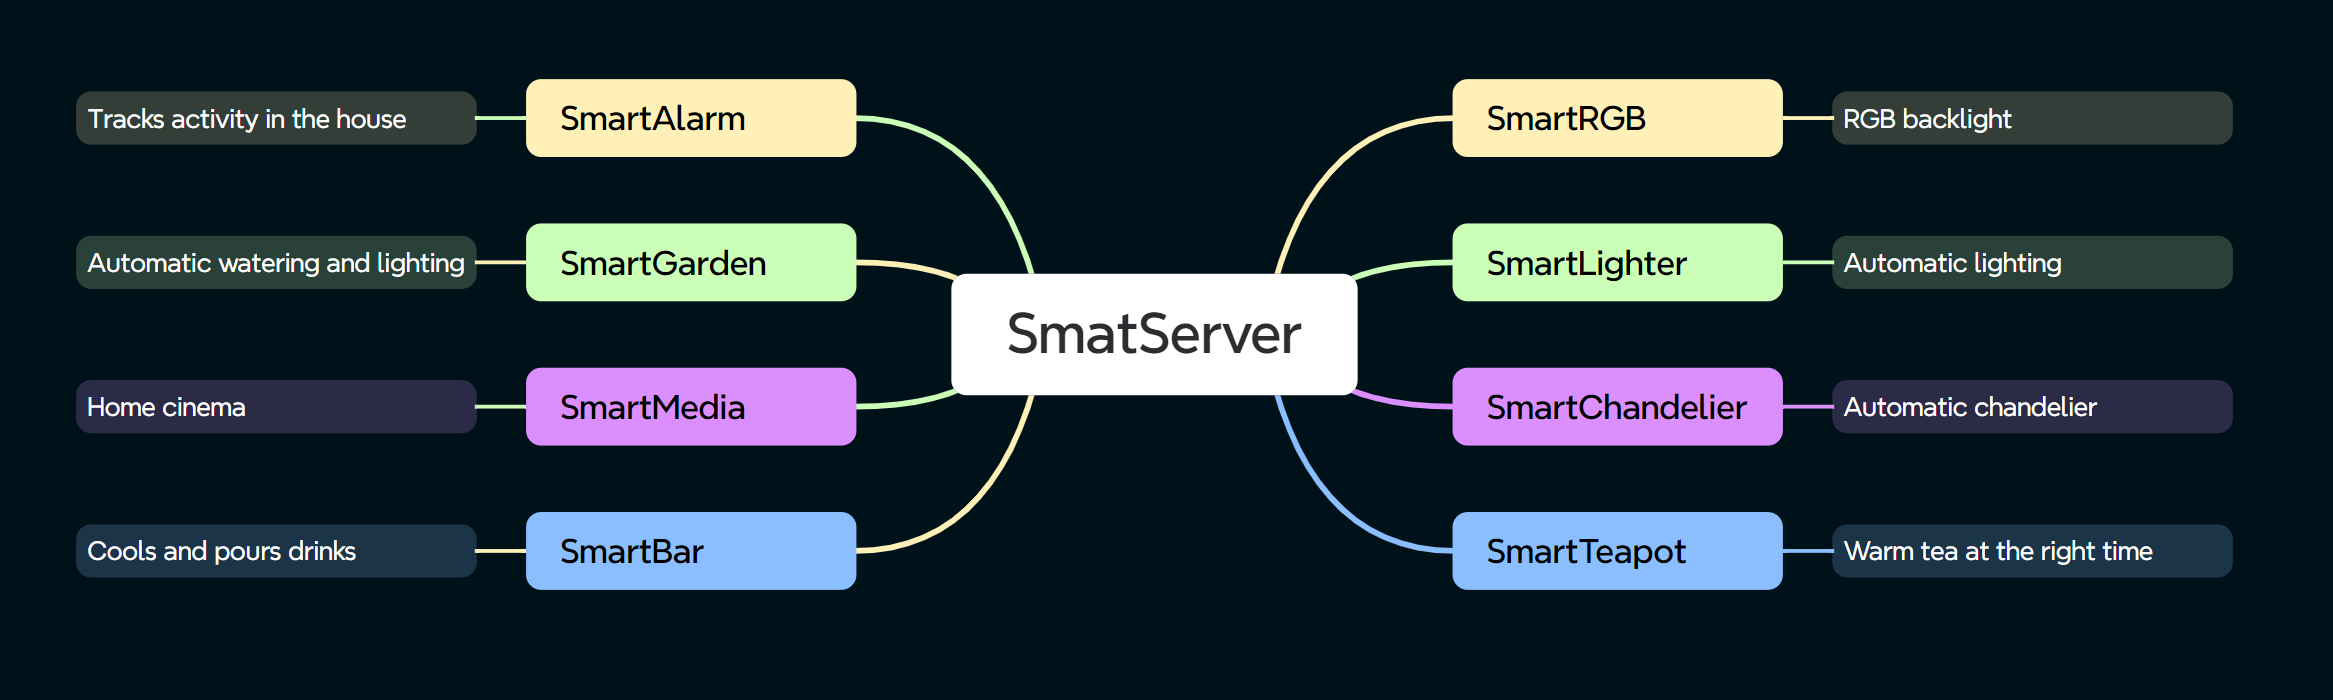 Tracks activity in the house
SmartAlarm
SmartRGB
RGB backlight
Automatic watering and lighting
SmartGarden
SmartLighter
Automatic lighting
SmatServer
Home cinema
SmartMedia
SmartChandelier
Automatic chandelier
Cools and pours drinks
SmartBar
SmartTeapot
Warm tea at the right time